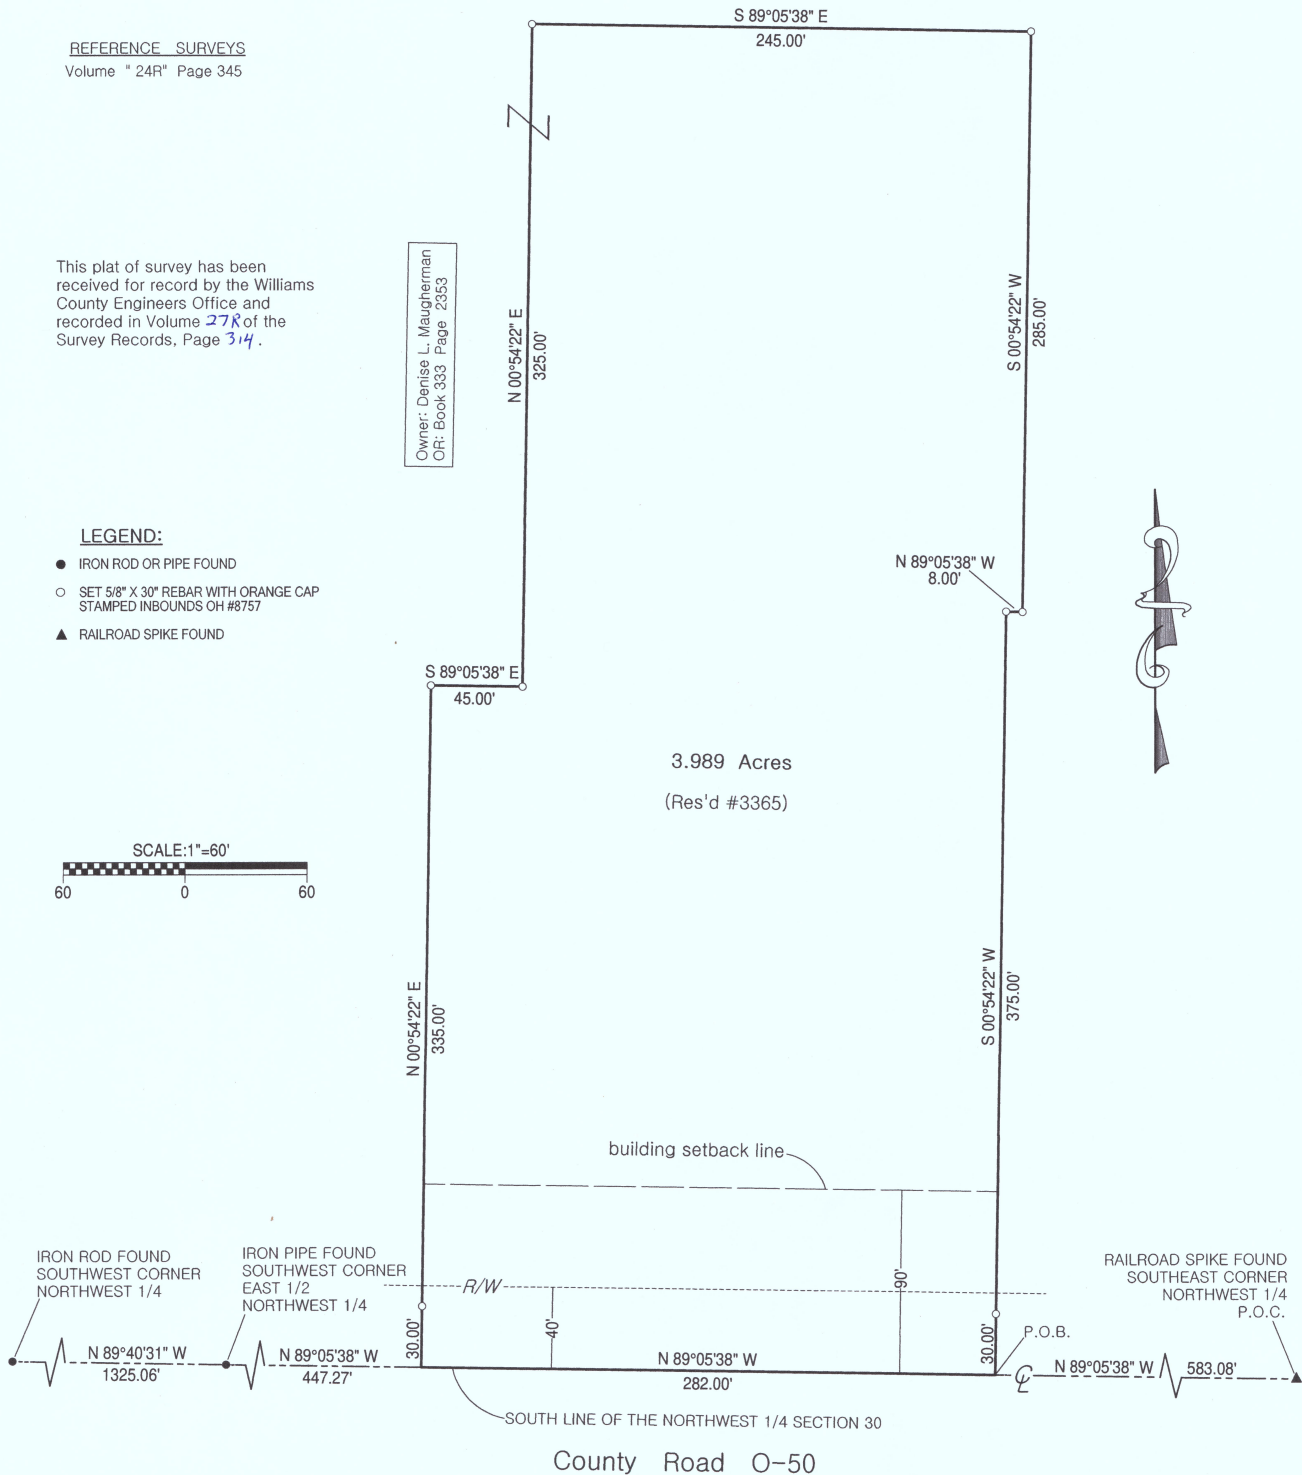 REFERENCE SURVEYS
Volume " 24R" Page 345
S 89°05'38" E
245.00'
This plat of survey has been
received for record by the Williams
County Engineers Office and
recorded in Volume 27R of the
Survey Records, Page 314.
Owner: Denise L. Maugherman
OR: Book 333 Page 2353
N 00°54'22" E
325.00'
S 00°54'22" W
285.00'
LEGEND:
IRON ROD OR PIPE FOUND
SET 5/8" X 30" REBAR WITH ORANGE CAP
STAMPED INBOUNDS OH #8757
RAILROAD SPIKE FOUND
N 89°05'38" W
8.00'
S 89°05'38" E
45.00'
3.989 Acres
(Res'd #3365)
SCALE:1"=60'
60 0 60
N 00°54'22" E
335.00'
S 00°54'22" W
375.00'
building setback line
R/W
90'
40'
30.00'
30.00'
IRON ROD FOUND
SOUTHWEST CORNER
NORTHWEST 1/4
IRON PIPE FOUND
SOUTHWEST CORNER
EAST 1/2
NORTHWEST 1/4
RAILROAD SPIKE FOUND
SOUTHEAST CORNER
NORTHWEST 1/4
P.O.C.
P.O.B.
N 89°40'31" W
1325.06'
N 89°05'38" W
447.27'
N 89°05'38" W
282.00'
N 89°05'38" W 583.08'
SOUTH LINE OF THE NORTHWEST 1/4 SECTION 30
County Road O-50